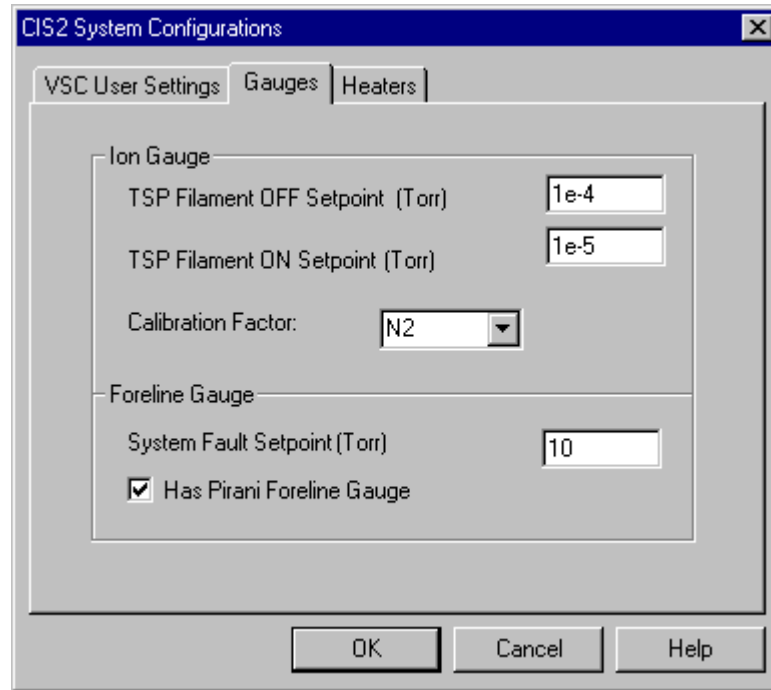 CIS2 System Configurations
VSC User Settings Gauges Heaters
Ion Gauge
TSP Filament OFF Setpoint (Torr) 1e-4
TSP Filament ON Setpoint (Torr) 1e-5
Calibration Factor: N2
Foreline Gauge
System Fault Setpoint (Torr) 10
Has Pirani Foreline Gauge
OK Cancel Help